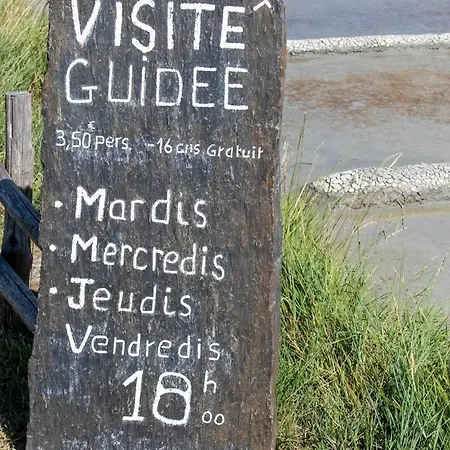 VISITE
GUIDEE
3,50€ pers. -16 ans Gratuit
• Mardis
• Mercredis
• Jeudis
Vendredis
18h00